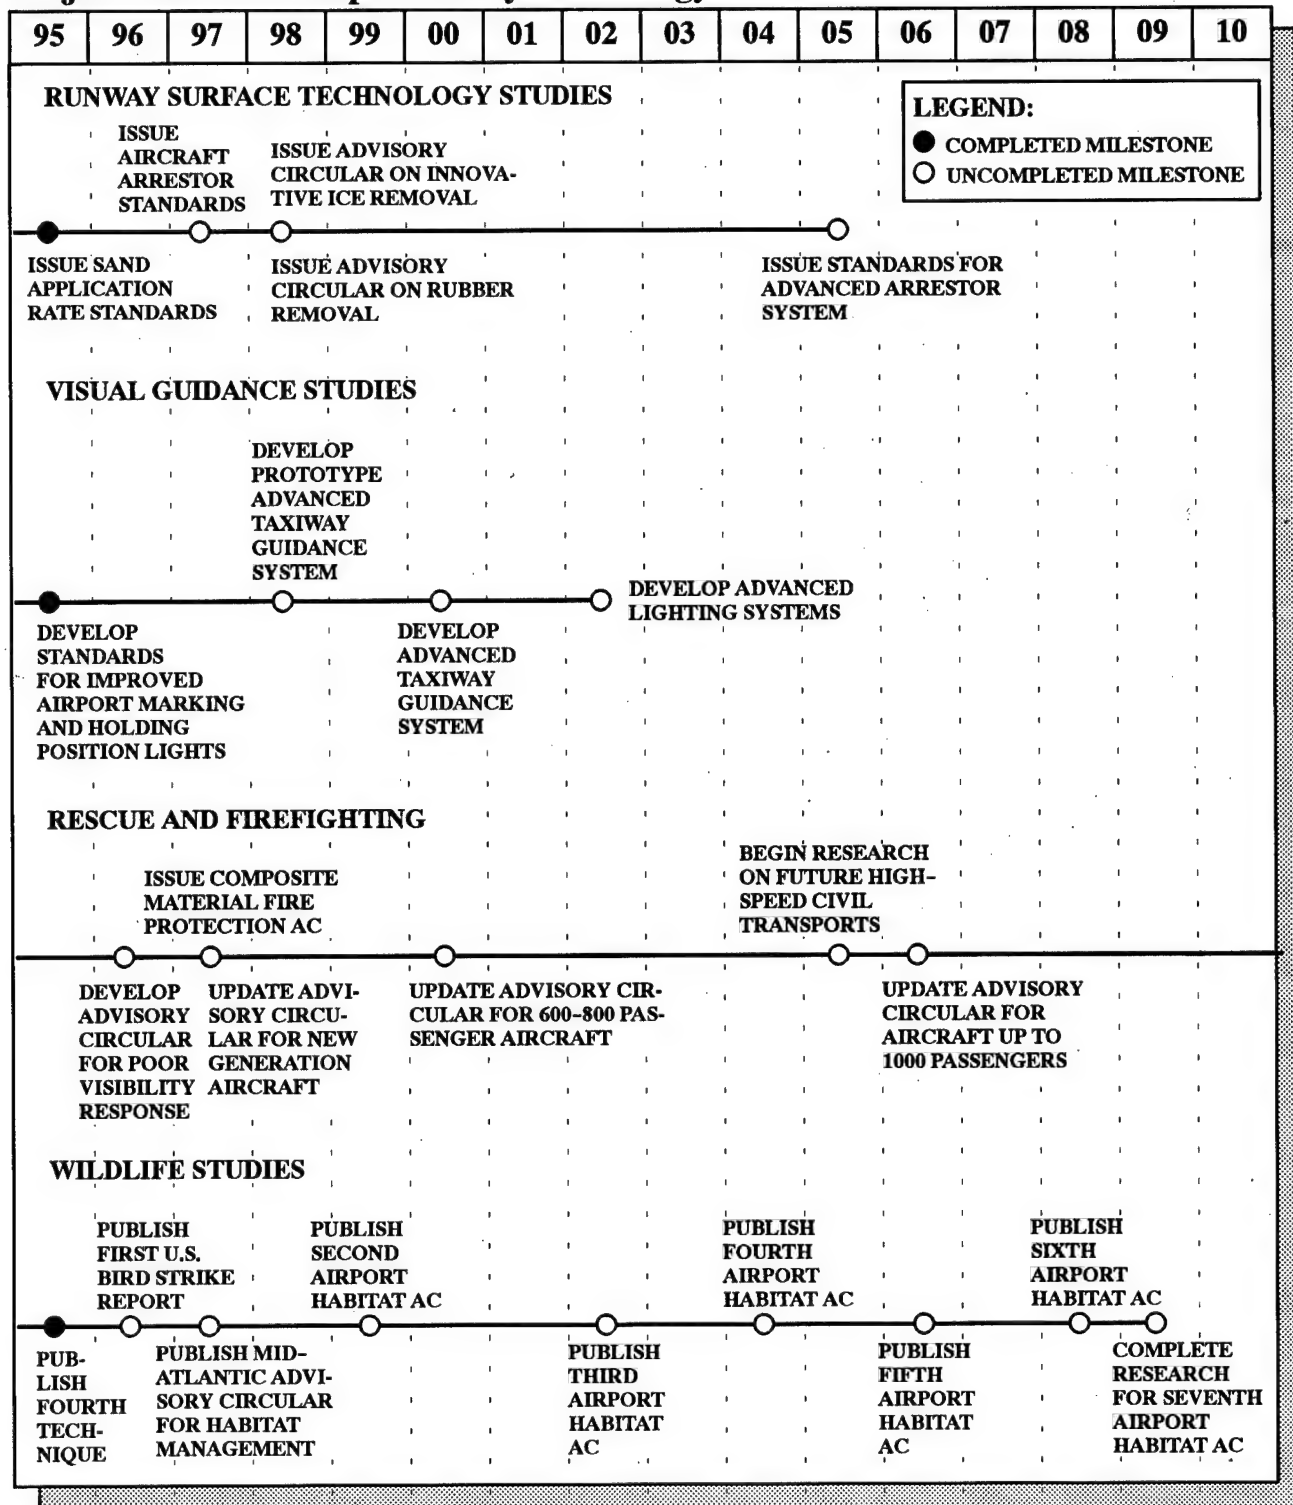 95 96 97 98 99 00 01 02 03 04 05 06 07 08 09 10
RUNWAY SURFACE TECHNOLOGY STUDIES
LEGEND:
COMPLETED MILESTONE
UNCOMPLETED MILESTONE
ISSUE
AIRCRAFT
ARRESTOR
STANDARDS
ISSUE ADVISORY
CIRCULAR ON INNOVA-
TIVE ICE REMOVAL
ISSUE SAND
APPLICATION
RATE STANDARDS
ISSUE ADVISORY
CIRCULAR ON RUBBER
REMOVAL
ISSUE STANDARDS FOR
ADVANCED ARRESTOR
SYSTEM
VISUAL GUIDANCE STUDIES
DEVELOP
PROTOTYPE
ADVANCED
TAXIWAY
GUIDANCE
SYSTEM
DEVELOP ADVANCED
LIGHTING SYSTEMS
DEVELOP
STANDARDS
FOR IMPROVED
AIRPORT MARKING
AND HOLDING
POSITION LIGHTS
DEVELOP
ADVANCED
TAXIWAY
GUIDANCE
SYSTEM
RESCUE AND FIREFIGHTING
ISSUE COMPOSITE
MATERIAL FIRE
PROTECTION AC
BEGIN RESEARCH
ON FUTURE HIGH-
SPEED CIVIL
TRANSPORTS
DEVELOP
ADVISORY
CIRCULAR
FOR POOR
VISIBILITY
RESPONSE
UPDATE ADVI-
SORY CIRCU-
LAR FOR NEW
GENERATION
AIRCRAFT
UPDATE ADVISORY CIR-
CULAR FOR 600-800 PAS-
SENGER AIRCRAFT
UPDATE ADVISORY
CIRCULAR FOR
AIRCRAFT UP TO
1000 PASSENGERS
WILDLIFE STUDIES
PUBLISH
FIRST U.S.
BIRD STRIKE
REPORT
PUBLISH
SECOND
AIRPORT
HABITAT AC
PUBLISH
FOURTH
AIRPORT
HABITAT AC
PUBLISH
SIXTH
AIRPORT
HABITAT AC
PUB-
LISH
FOURTH
TECH-
NIQUE
PUBLISH MID-
ATLANTIC ADVI-
SORY CIRCULAR
FOR HABITAT
MANAGEMENT
PUBLISH
THIRD
AIRPORT
HABITAT
AC
PUBLISH
FIFTH
AIRPORT
HABITAT
AC
COMPLETE
RESEARCH
FOR SEVENTH
AIRPORT
HABITAT AC